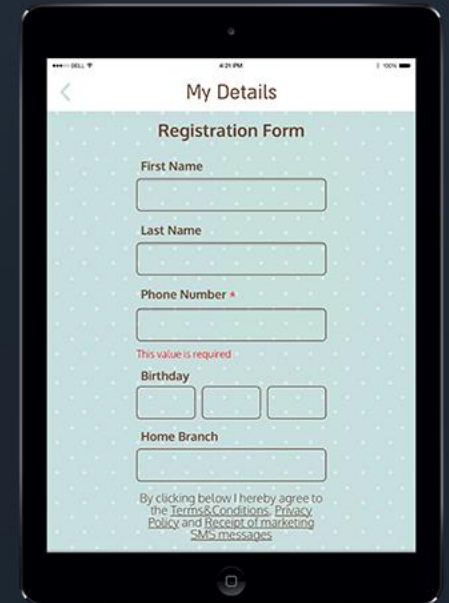 BELL 4:21 PM 100%
My Details
Registration Form
First Name
Last Name
Phone Number *
This value is required
Birthday
Home Branch
By clicking below I hereby agree to
the Terms&Conditions, Privacy
Policy and Receipt of marketing
SMS messages